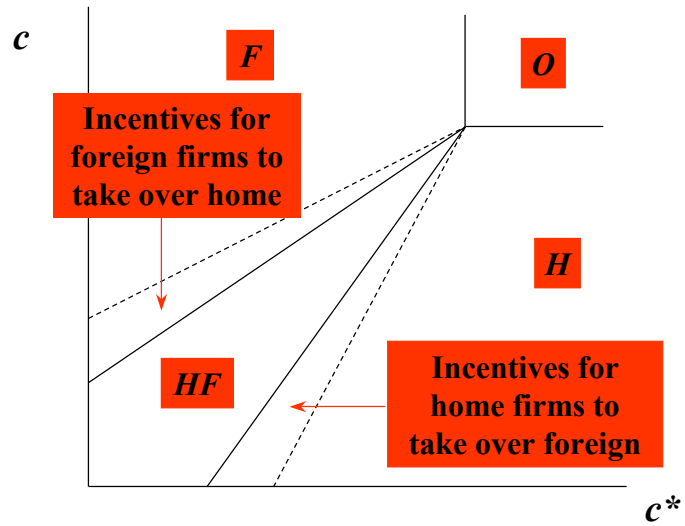 c
F
O
Incentives for
foreign firms to
take over home
H
HF
Incentives for
home firms to
take over foreign
c*